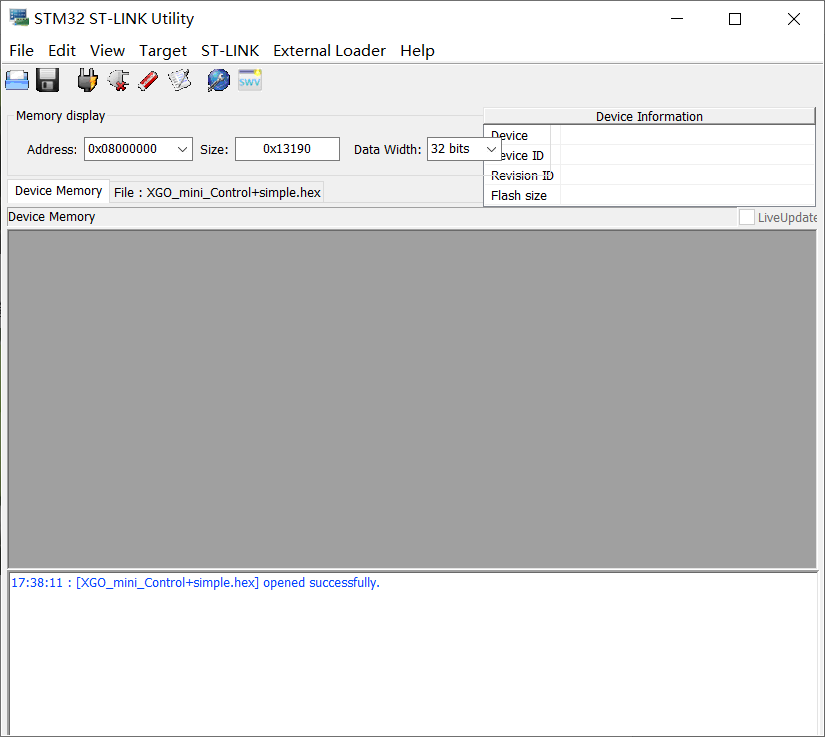 STM32 ST-LINK Utility
File Edit View Target ST-LINK External Loader Help
SWV
Memory display
Address: 0x08000000 Size: 0x13190 Data Width: 32 bits
Device Information
Device
evice ID
Revision ID
Flash size
Device Memory File : XGO_mini_Control+simple.hex
Device Memory LiveUpdate
17:38:11 : [XGO_mini_Control+simple.hex] opened successfully.